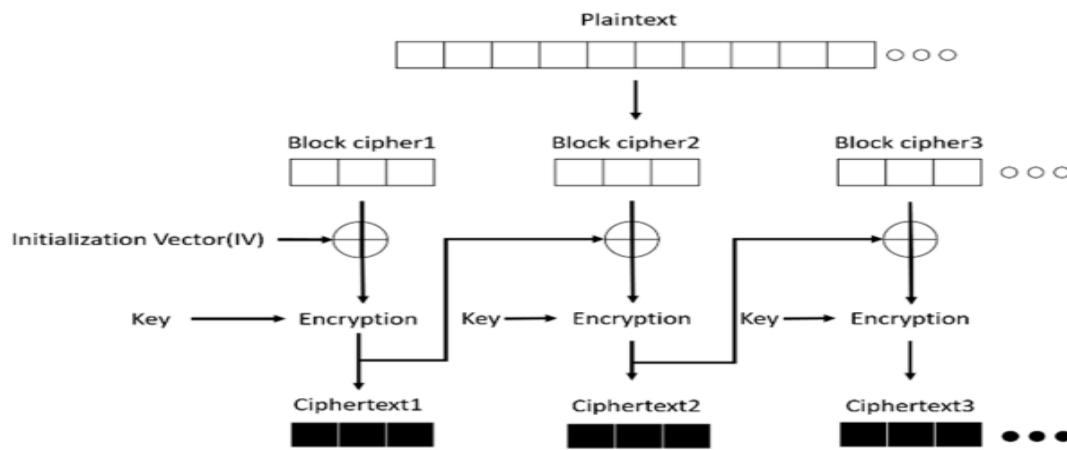 Plaintext
Block cipher1 Block cipher2 Block cipher3
Initialization Vector(IV)
Key Encryption Key Encryption Key Encryption
Ciphertext1 Ciphertext2 Ciphertext3